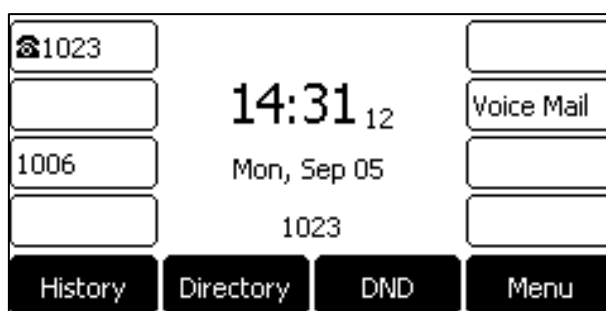 ☎1023
14:31 12
Voice Mail
1006
Mon, Sep 05
1023
History Directory DND Menu